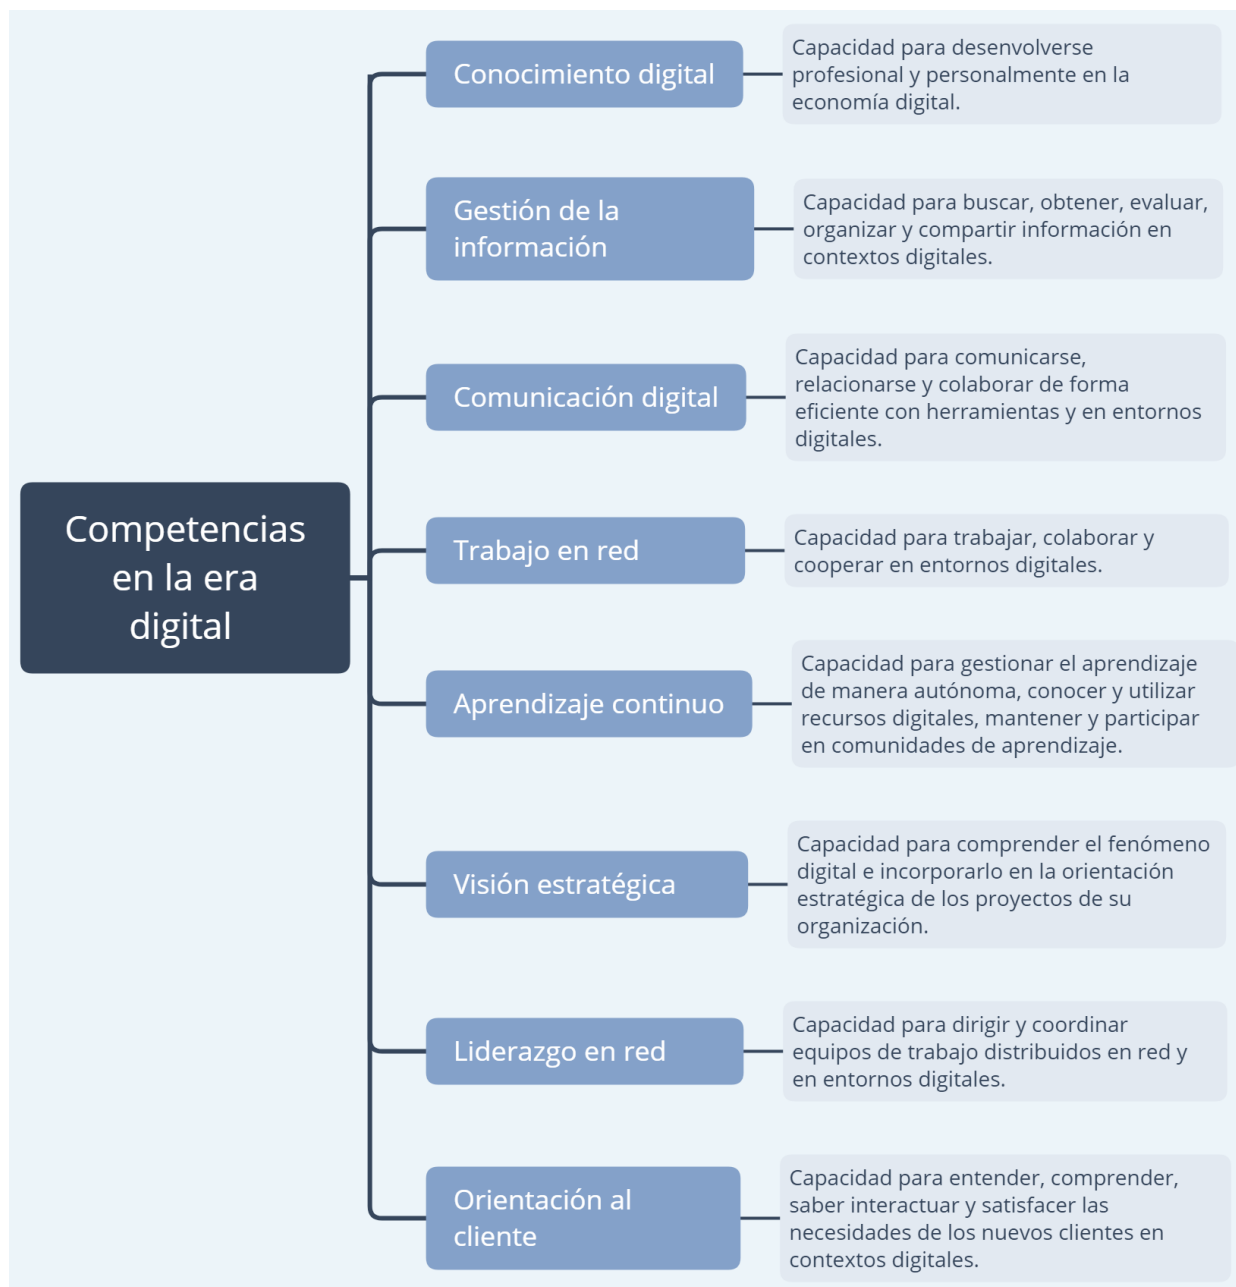 Competencias
en la era
digital
Conocimiento digital
Capacidad para desenvolverse
profesional y personalmente en la
economía digital.
Gestión de la
información
Capacidad para buscar, obtener, evaluar,
organizar y compartir información en
contextos digitales.
Comunicación digital
Capacidad para comunicarse,
relacionarse y colaborar de forma
eficiente con herramientas y en entornos
digitales.
Trabajo en red
Capacidad para trabajar, colaborar y
cooperar en entornos digitales.
Aprendizaje continuo
Capacidad para gestionar el aprendizaje
de manera autónoma, conocer y utilizar
recursos digitales, mantener y participar
en comunidades de aprendizaje.
Visión estratégica
Capacidad para comprender el fenómeno
digital e incorporarlo en la orientación
estratégica de los proyectos de su
organización.
Liderazgo en red
Capacidad para dirigir y coordinar
equipos de trabajo distribuidos en red y
en entornos digitales.
Orientación al
cliente
Capacidad para entender, comprender,
saber interactuar y satisfacer las
necesidades de los nuevos clientes en
contextos digitales.